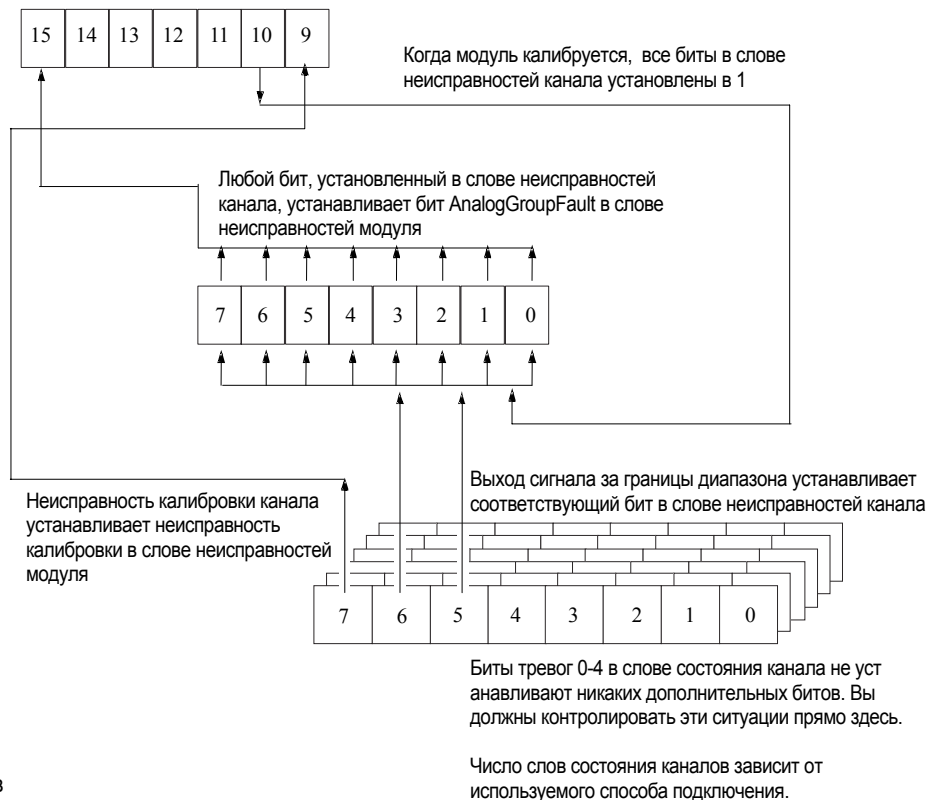 15 14 13 12 11 10 9
Когда модуль калибруется, все биты в слове
неисправностей канала установлены в 1
Любой бит, установленный в слове неисправностей
канала, устанавливает бит AnalogGroupFault в слове
неисправностей модуля
7 6 5 4 3 2 1 0
Выход сигнала за границы диапазона устанавливает
соответствующий бит в слове неисправностей канала
Неисправность калибровки канала
устанавливает неисправность
калибровки в слове неисправностей
модуля
7 6 5 4 3 2 1 0
Биты тревог 0-4 в слове состояния канала не уст
анавливают никаких дополнительных битов. Вы
должны контролировать эти ситуации прямо здесь.
Число слов состояния каналов зависит от
используемого способа подключения.
в